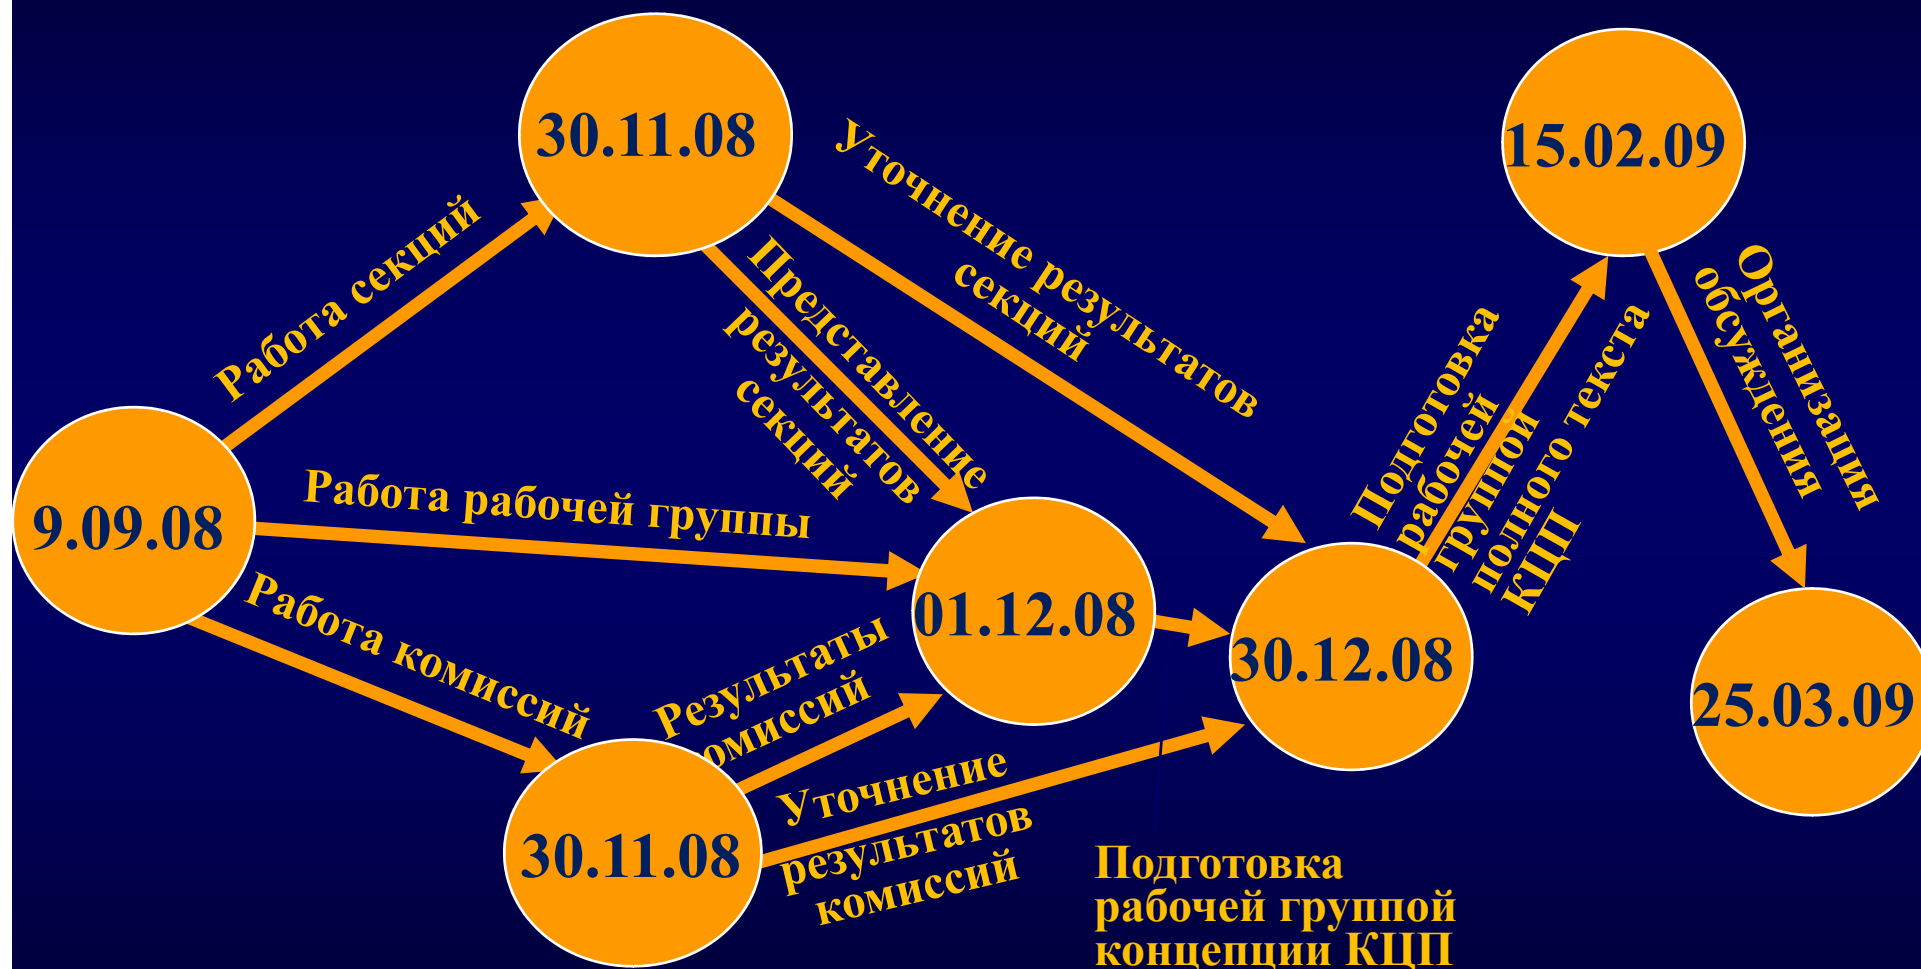 30.11.08
15.02.09
Уточнение результатов
секций
Работа секций
Представление
результатов
секций
Организация
обсуждения
Подготовка
рабочей
группой
полного текста
КЦП
9.09.08
Работа рабочей группы
01.12.08
30.12.08
25.03.09
Работа комиссий
Результаты
комиссий
30.11.08
Уточнение
результатов
комиссий
Подготовка
рабочей группой
концепции КЦП